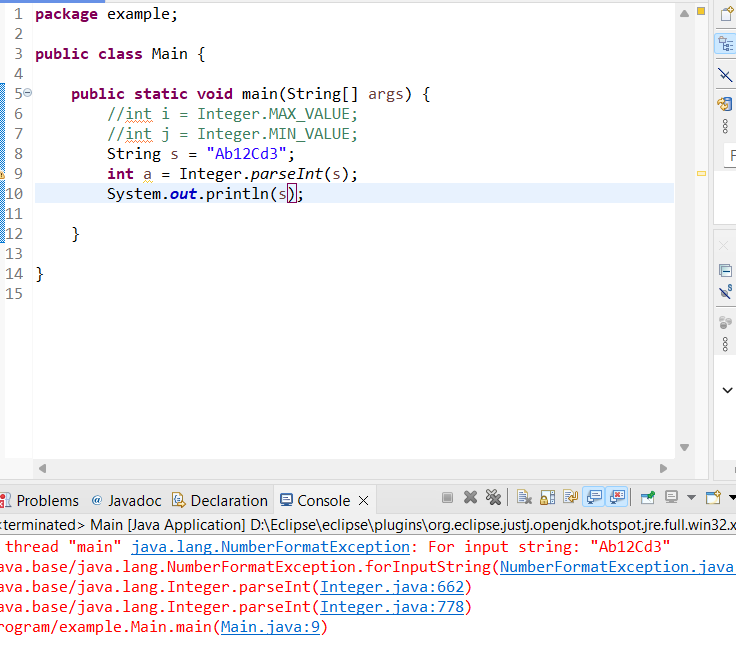 1 package example;
2
3 public class Main {
4
5 public static void main(String[] args) {
6 //int i = Integer.MAX_VALUE;
7 //int j = Integer.MIN_VALUE;
8 String s = "Ab12Cd3";
9 int a = Integer.parseInt(s);
10 System.out.println(s);
11
12 }
13
14 }
15
Problems @ Javadoc Declaration Console
<terminated> Main [Java Application] D:\Eclipse\eclipse\plugins\org.eclipse.justj.openjdk.hotspot.jre.full.win32.x
thread "main" java.lang.NumberFormatException: For input string: "Ab12Cd3"
ava.base/java.lang.NumberFormatException.forInputString(NumberFormatException.java
ava.base/java.lang.Integer.parseInt(Integer.java:662)
ava.base/java.lang.Integer.parseInt(Integer.java:778)
rogram/example.Main.main(Main.java:9)